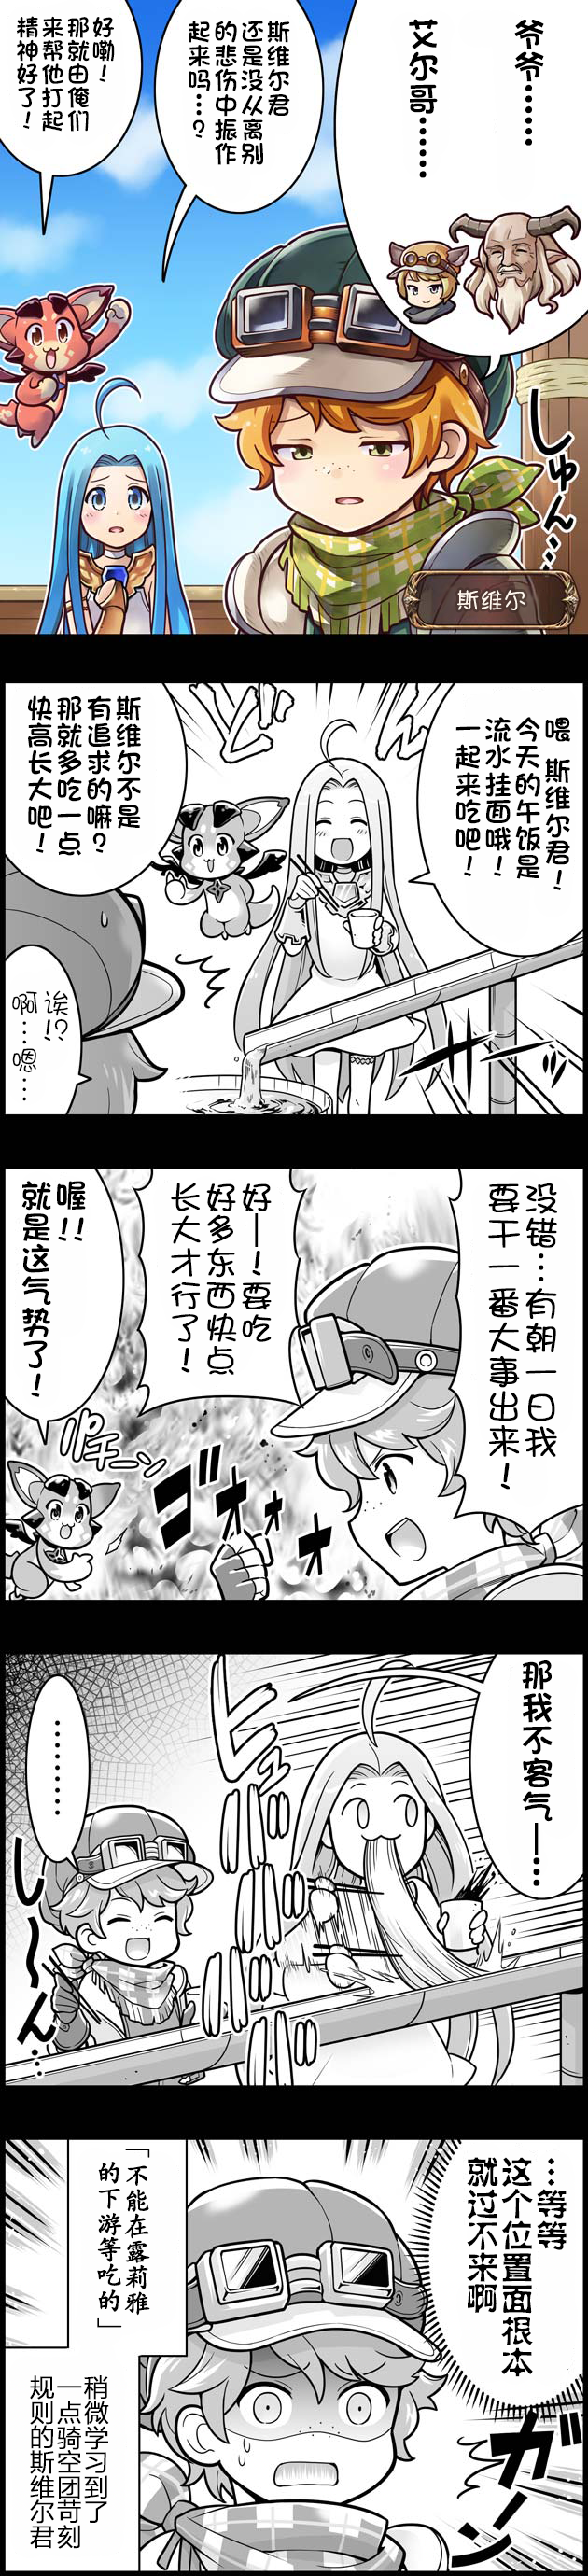 爷爷……
艾尔哥……
斯维尔君
还是没从离别
的悲伤中振作
起来吗…？
好嘞！
那就由俺们
来帮他打起
精神好了！
しゅん…
斯维尔
喂 斯维尔君！
今天的午饭是
流水挂面哦！
一起来吃吧！
斯维尔不是
有追求的嘛？
那就多吃一点
快高长大吧！
诶!?
啊…嗯…
没错…有朝一日我
要干一番大事出来！
好—！要吃
好多东西快点
长大才行了！
喔!!
就是这气势了！
パチーン
ゴオオオ
那我不客气—…
………
し〜ん…
…等等
这个位置面根本
就过不来啊
「不能在露莉雅
的下游等吃的」
ガン
稍微学习到了
一点骑空团苛刻
规则的斯维尔君